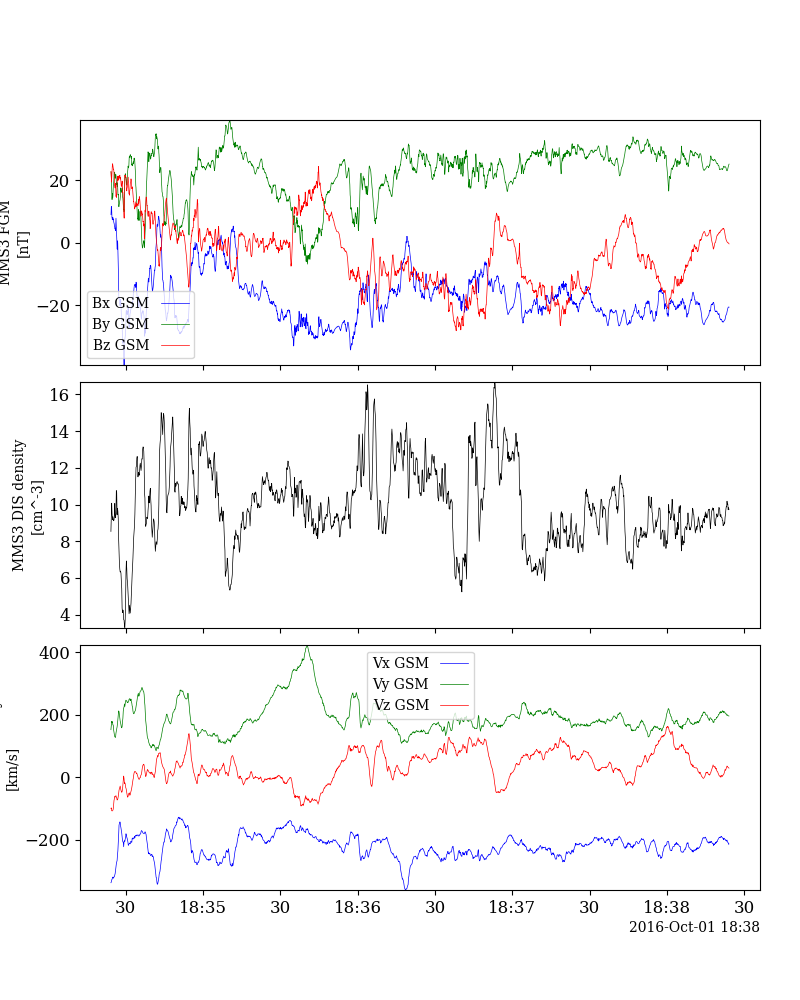 20
0
−20
MMS3 FGM
[nT]
Bx GSM
By GSM
Bz GSM
16
14
12
10
8
6
4
MMS3 DIS density
[cm^-3]
400
200
0
−200
[km/s]
Vx GSM
Vy GSM
Vz GSM
30 18:35 30 18:36 30 18:37 30 18:38 30
2016-Oct-01 18:38